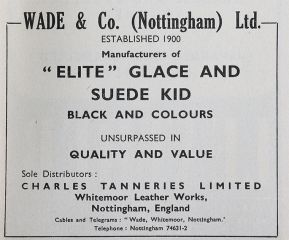 WADE & Co. (Nottingham) Ltd.
ESTABLISHED 1900
Manufacturers of
"ELITE" GLACE AND
SUEDE KID
BLACK AND COLOURS
UNSURPASSED IN
QUALITY AND VALUE
Sole Distributors :
CHARLES TANNERIES LIMITED
Whitemoor Leather Works,
Nottingham, England
Cables and Telegrams : "Wade, Whitemoor, Nottingham."
Telephone : Nottingham 74631-2